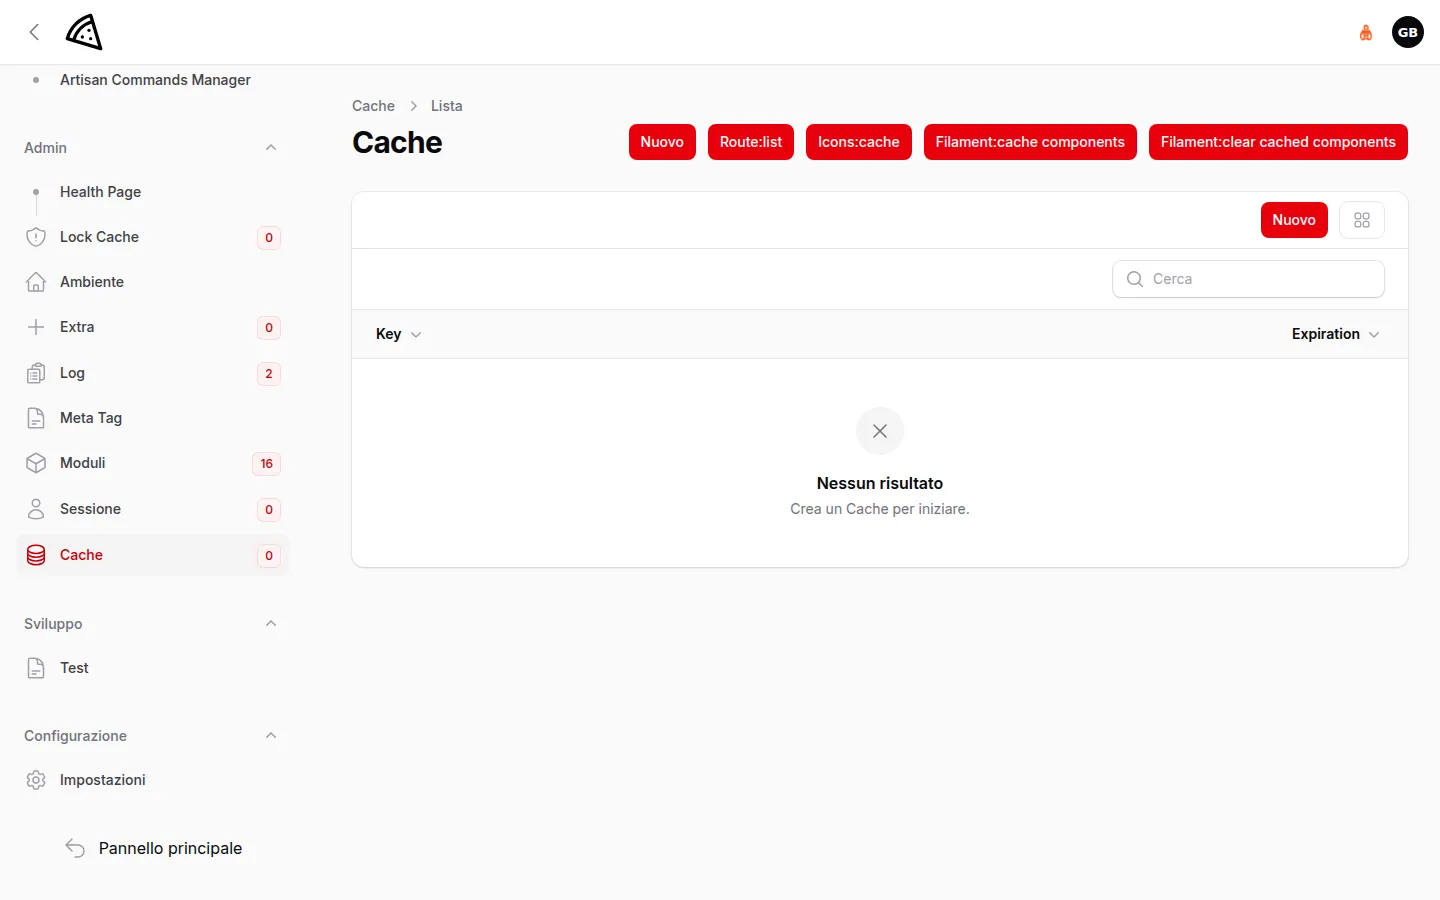 GB
Artisan Commands Manager
Admin
Health Page
Lock Cache 0
Ambiente
Extra 0
Log 2
Meta Tag
Moduli 16
Sessione 0
Cache 0
Sviluppo
Test
Configurazione
Impostazioni
Pannello principale
Cache Lista
Cache
Nuovo Route:list Icons:cache Filament:cache components Filament:clear cached components
Nuovo
Cerca
Key Expiration
Nessun risultato
Crea un Cache per iniziare.